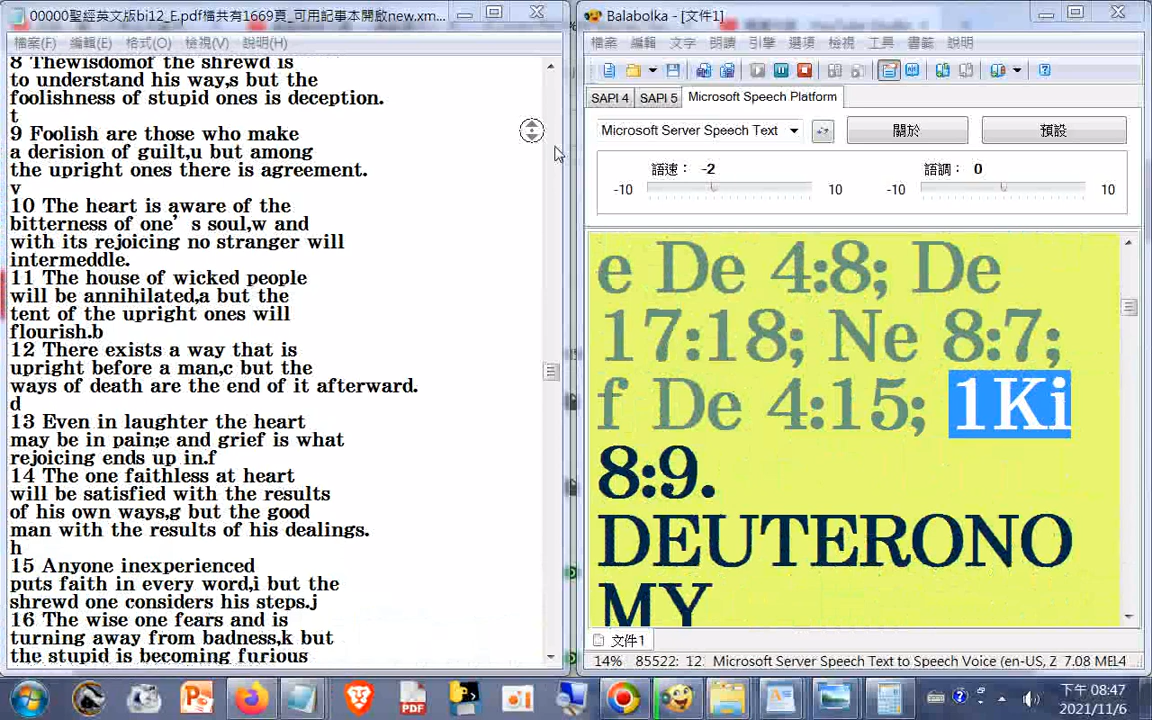 00000聖經英文版bi12_E.pdf檔共有1669頁_可用記事本開啟new.xm...
檔案(F) 編輯(E) 格式(O) 檢視(V) 說明(H)
8 Thewisdomof the shrewd is
to understand his way,s but the
foolishness of stupid ones is deception.
t
9 Foolish are those who make
a derision of guilt,u but among
the upright ones there is agreement.
v
10 The heart is aware of the
bitterness of one’s soul,w and
with its rejoicing no stranger will
intermeddle.
11 The house of wicked people
will be annihilated,a but the
tent of the upright ones will
flourish.b
12 There exists a way that is
upright before a man,c but the
ways of death are the end of it afterward.
d
13 Even in laughter the heart
may be in pain;e and grief is what
rejoicing ends up in.f
14 The one faithless at heart
will be satisfied with the results
of his own ways,g but the good
man with the results of his dealings.
h
15 Anyone inexperienced
puts faith in every word,i but the
shrewd one considers his steps.j
16 The wise one fears and is
turning away from badness,k but
the stupid is becoming furious
Balabolka - [文件1]
檔案 編輯 文字 朗讀 引擎 選項 檢視 工具 書籤 說明
SAPI 4 SAPI 5 Microsoft Speech Platform
Microsoft Server Speech Text 關於 預設
語速: -2 語調: 0
-10 10 -10 10
e De 4:8; De
17:18; Ne 8:7;
f De 4:15; 1Ki
8:9.
DEUTERONO
MY
文件1
14% 85522: 12 Microsoft Server Speech Text to Speech Voice (en-US, Z 7.08 ME14
PDF
下午 08:47
2021/11/6